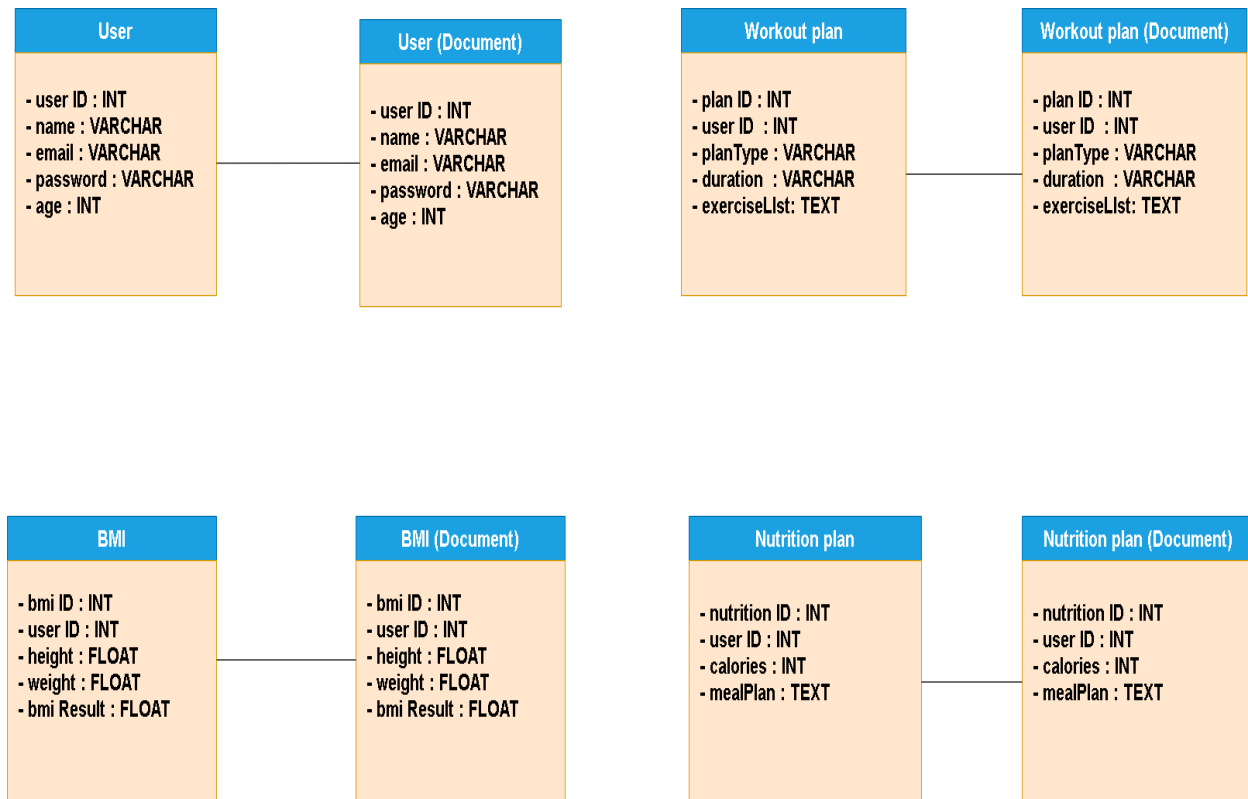 User
- user ID : INT
- name : VARCHAR
- email : VARCHAR
- password : VARCHAR
- age : INT
User (Document)
- user ID : INT
- name : VARCHAR
- email : VARCHAR
- password : VARCHAR
- age : INT
Workout plan
- plan ID : INT
- user ID : INT
- planType : VARCHAR
- duration : VARCHAR
- exerciseLIst: TEXT
Workout plan (Document)
- plan ID : INT
- user ID : INT
- planType : VARCHAR
- duration : VARCHAR
- exerciseLIst: TEXT
BMI
- bmi ID : INT
- user ID : INT
- height : FLOAT
- weight : FLOAT
- bmi Result : FLOAT
BMI (Document)
- bmi ID : INT
- user ID : INT
- height : FLOAT
- weight : FLOAT
- bmi Result : FLOAT
Nutrition plan
- nutrition ID : INT
- user ID : INT
- calories : INT
- mealPlan : TEXT
Nutrition plan (Document)
- nutrition ID : INT
- user ID : INT
- calories : INT
- mealPlan : TEXT